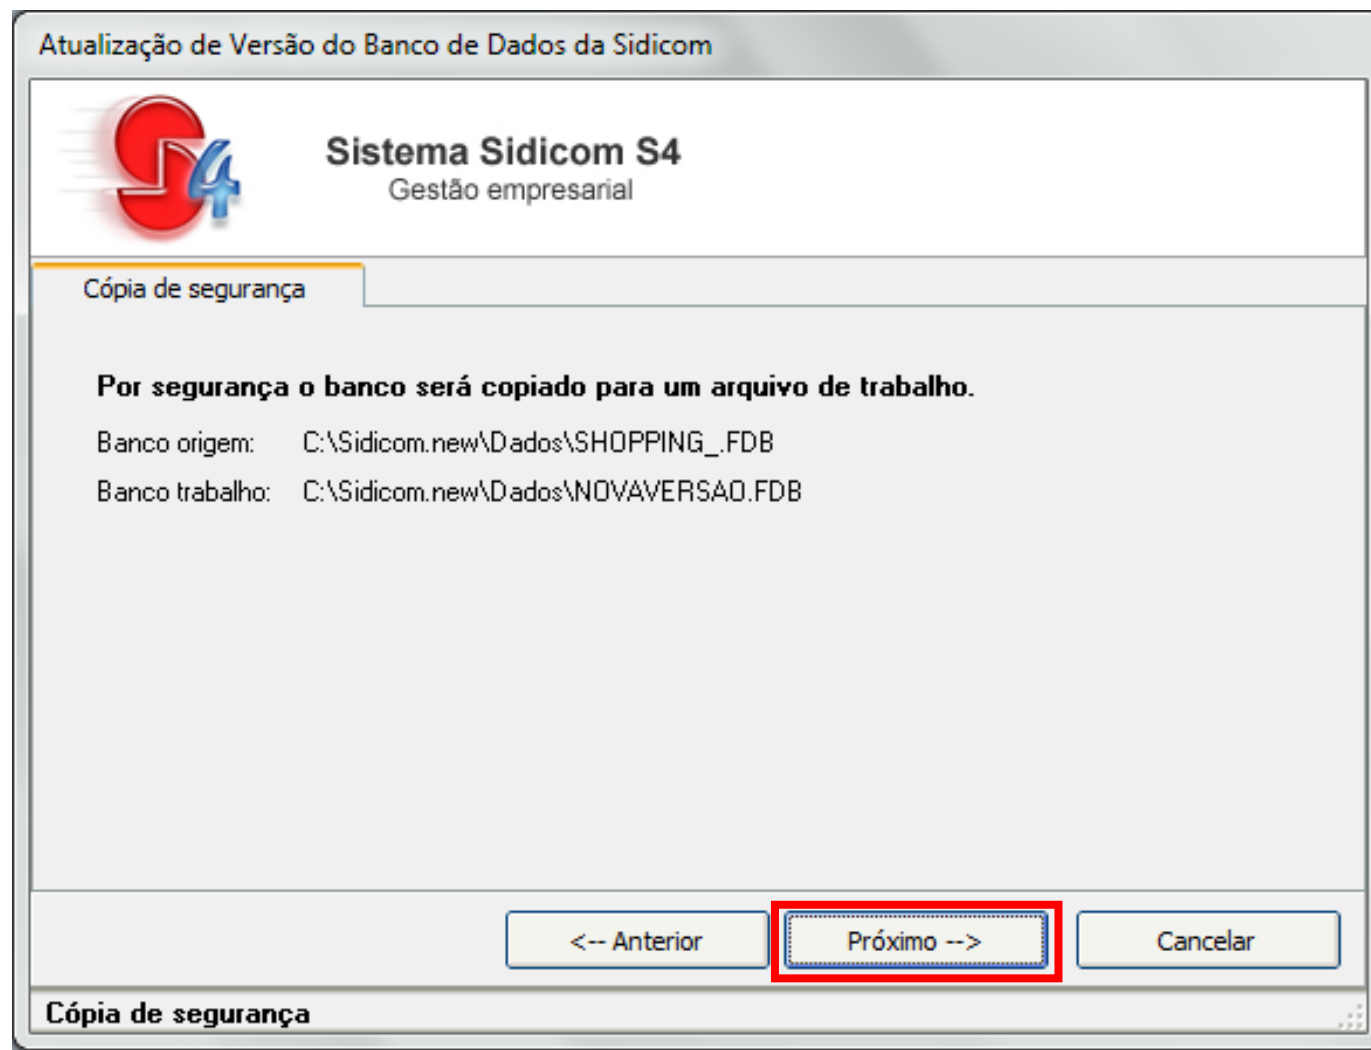 Atualização de Versão do Banco de Dados da Sidicom
S4
Sistema Sidicom S4
Gestão empresarial
Cópia de segurança
Por segurança o banco será copiado para um arquivo de trabalho.
Banco origem: C:\Sidicom.new\Dados\SHOPPING_.FDB
Banco trabalho: C:\Sidicom.new\Dados\NOVAVERSAO.FDB
<-- Anterior Próximo --> Cancelar
Cópia de segurança